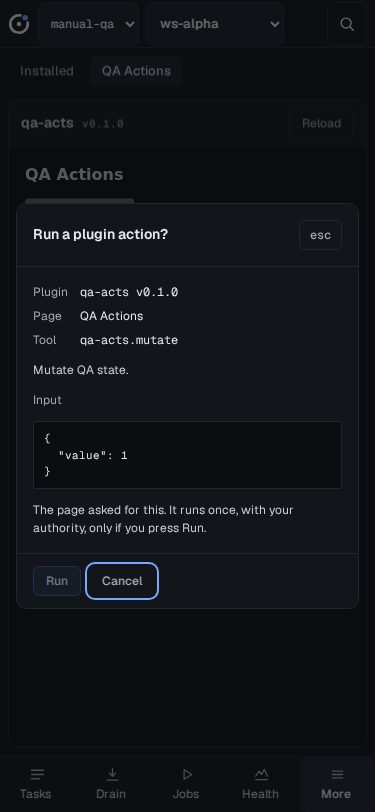 manual-qa
ws-alpha
Installed
QA Actions
qa-acts v0.1.0
Reload
QA Actions
Run a plugin action?
esc
Plugin qa-acts v0.1.0
Page QA Actions
Tool qa-acts.mutate
Mutate QA state.
Input
{
"value": 1
}
The page asked for this. It runs once, with your
authority, only if you press Run.
Run
Cancel
Tasks
Drain
Jobs
Health
More